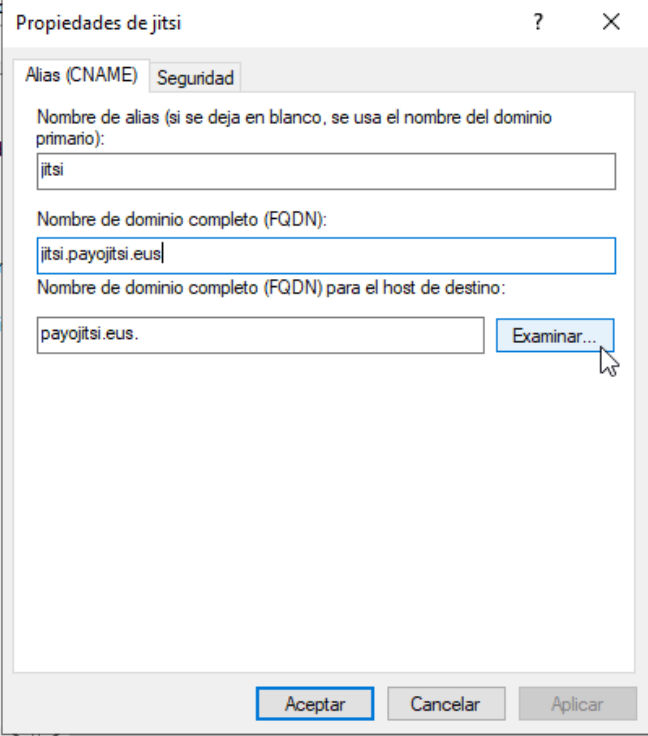 Propiedades de jitsi
?
Alias (CNAME)
Seguridad
Nombre de alias (si se deja en blanco, se usa el nombre del dominio
primario):
jitsi
Nombre de dominio completo (FQDN):
jitsi.payojitsi.eus
Nombre de dominio completo (FQDN) para el host de destino:
payojitsi.eus.
Examinar...
Aceptar
Cancelar
Aplicar